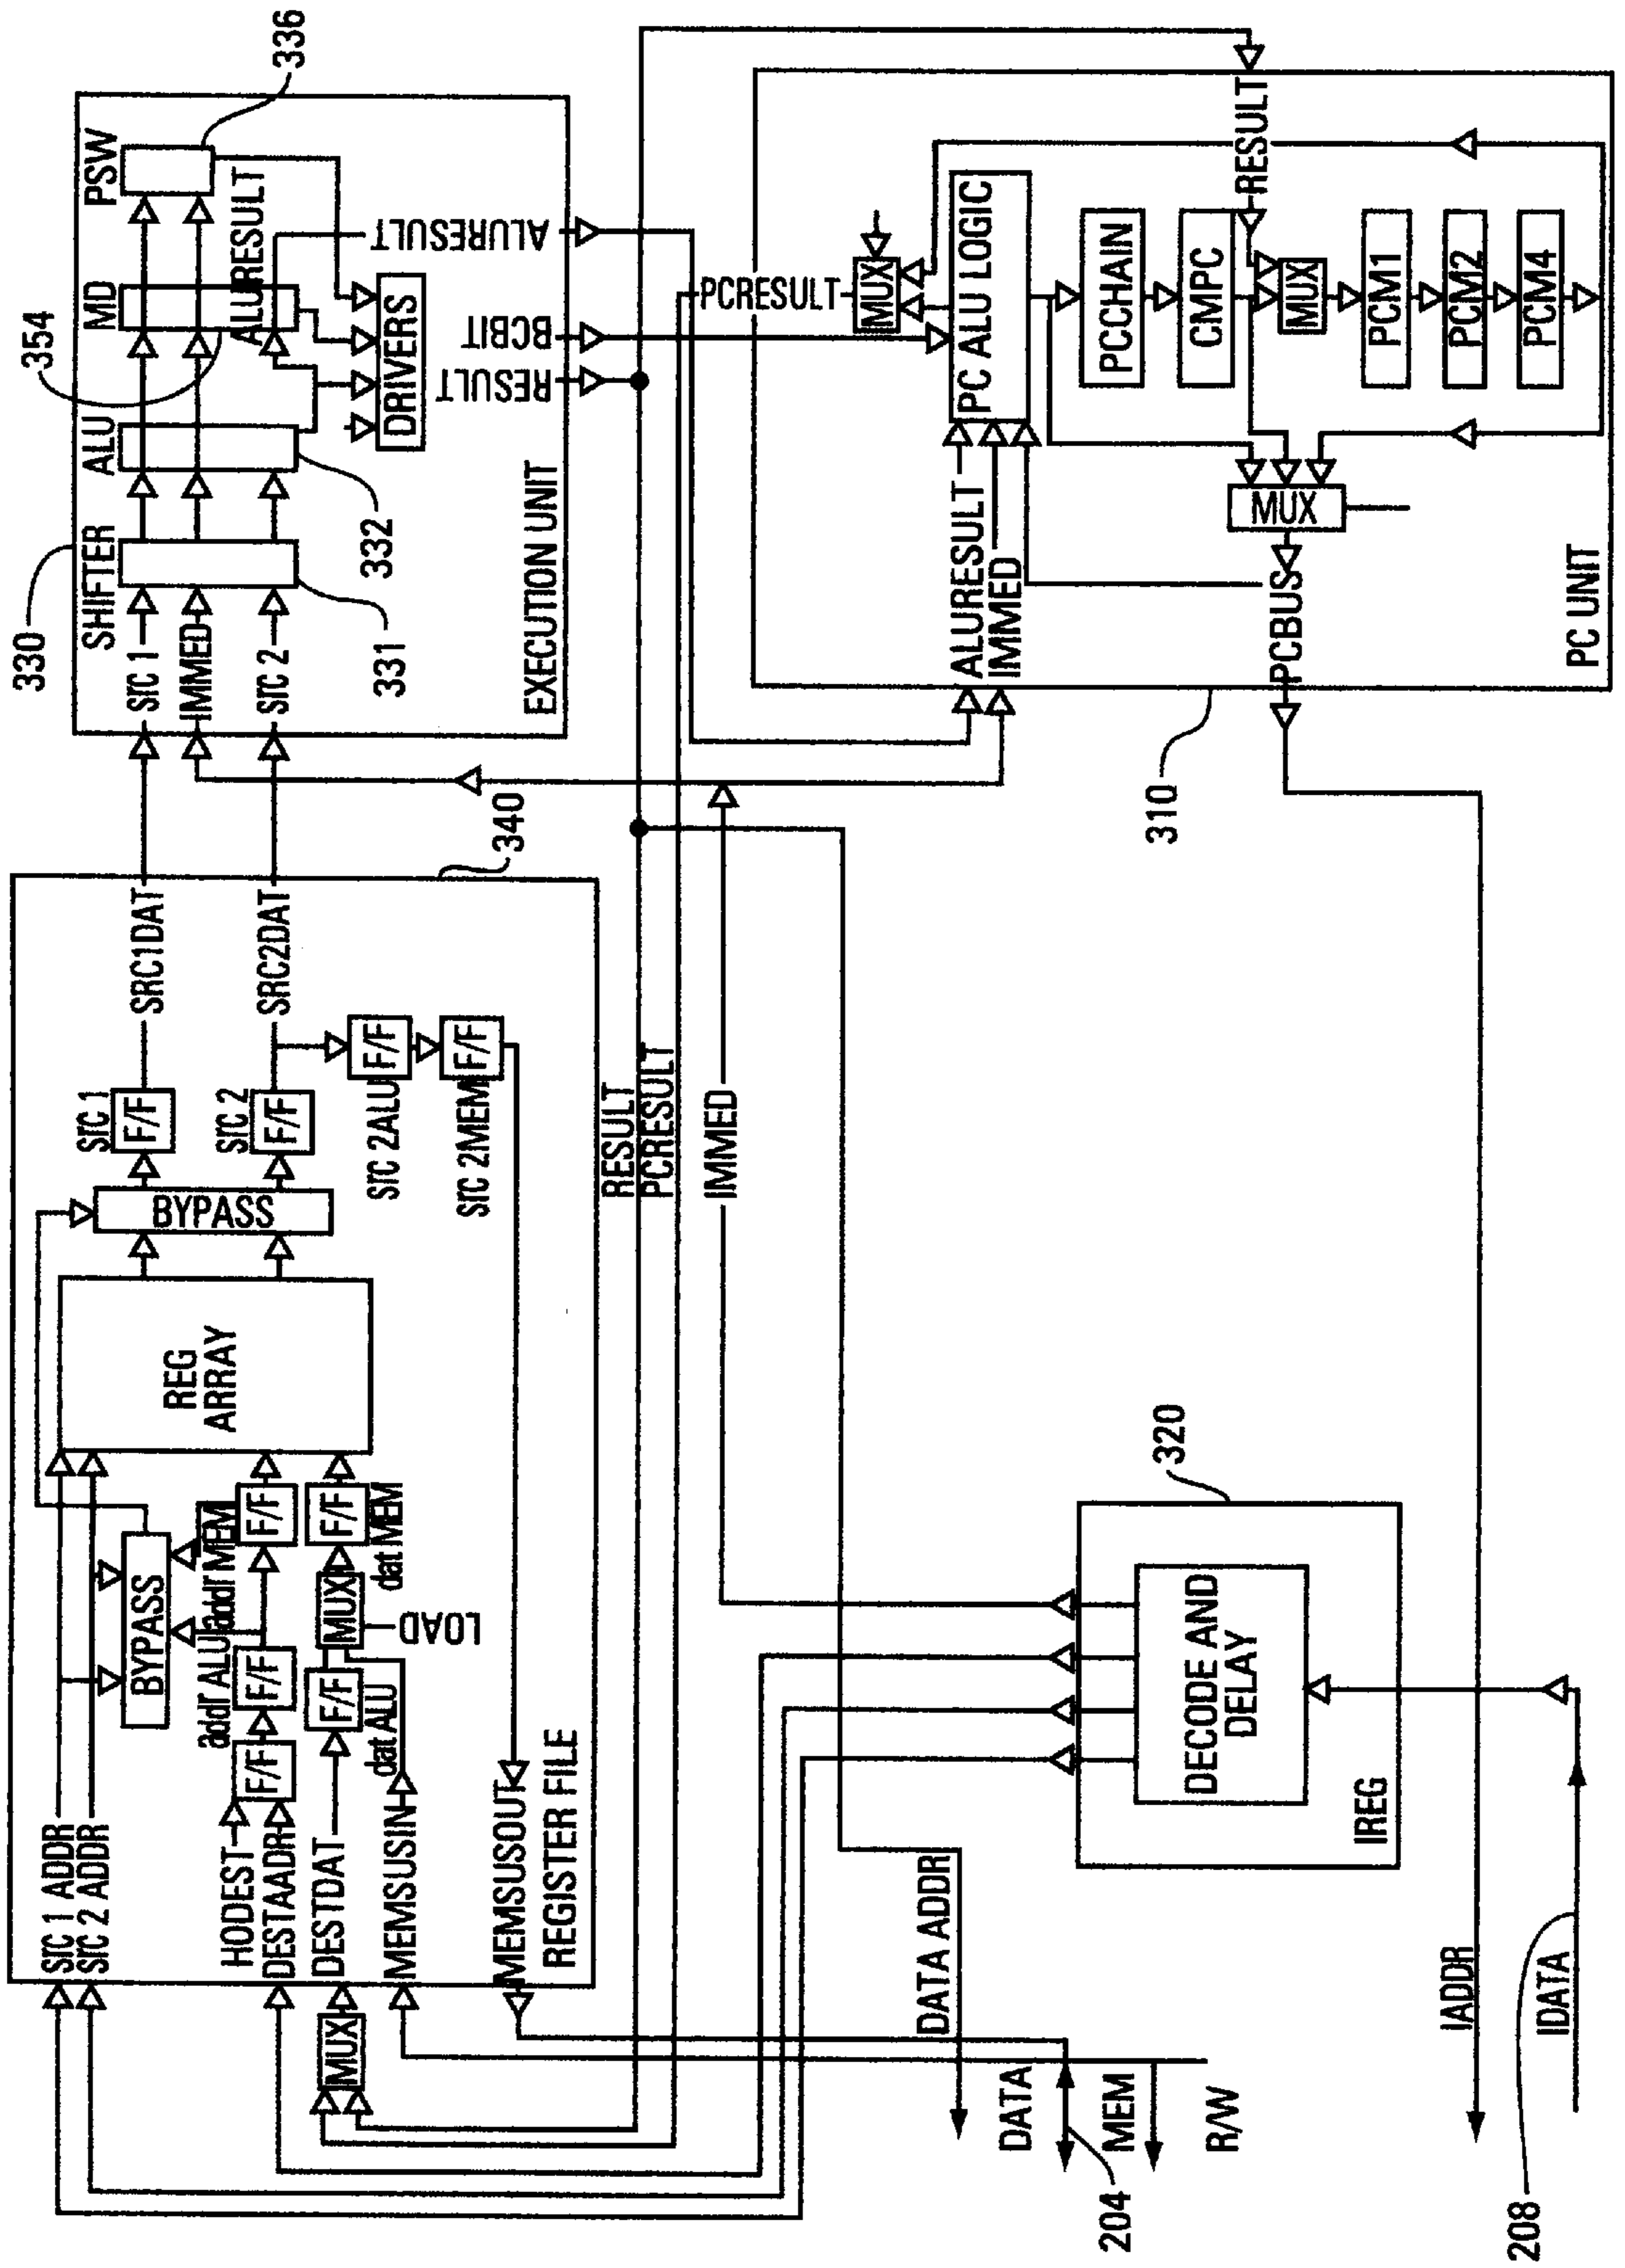 330
SHIFTER
ALU
354
MD
PSW
336
Src 1
IMMED
Src 2
331
332
ALURESULT
DRIVERS
EXECUTION UNIT
RESULT
BCBIT
ALURESULT
340
Src 1 ADDR
Src 2 ADDR
BYPASS
REG
ARRAY
BYPASS
Src 1
F/F
SRC1DAT
Src 2
F/F
SRC2DAT
HODEST
DESTAADR
F/F
addr ALU
F/F
addr MEM
F/F
DESTDAT
F/F
dat ALU
MUX
LOAD
F/F
dat MEM
MEMSUSIN
Src 2ALU
F/F
Src 2MEM
F/F
MEMSUSOUT
REGISTER FILE
MUX
RESULT
PCRESULT
IMMED
310
ALURESULT
IMMED
PCRESULT
MUX
PC ALU LOGIC
PCCHAIN
CMPC
RESULT
MUX
PCM1
PCM2
PCM4
MUX
PCBUS
PC UNIT
320
DECODE AND
DELAY
IREG
DATA ADDR
DATA
204
MEM
R/W
IADDR
IDATA
208